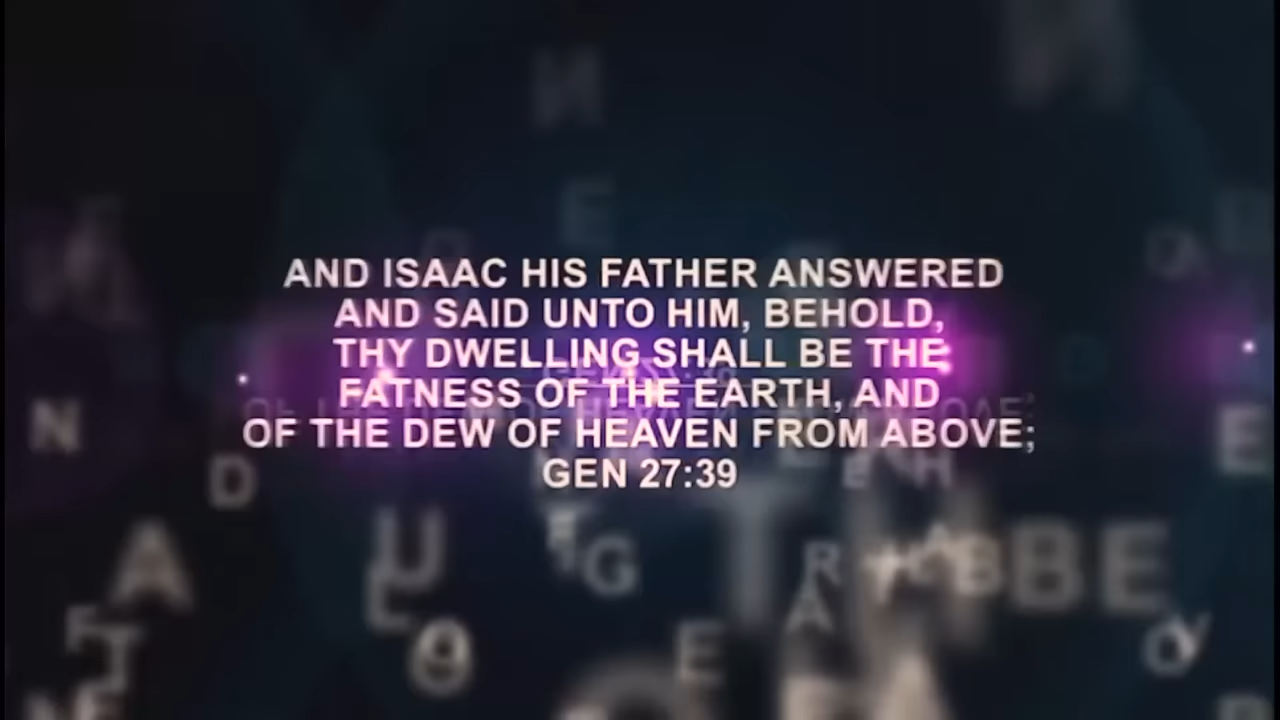 AND ISAAC HIS FATHER ANSWERED
AND SAID UNTO HIM, BEHOLD,
THY DWELLING SHALL BE THE
FATNESS OF THE EARTH, AND
OF THE DEW OF HEAVEN FROM ABOVE;
GEN 27:39